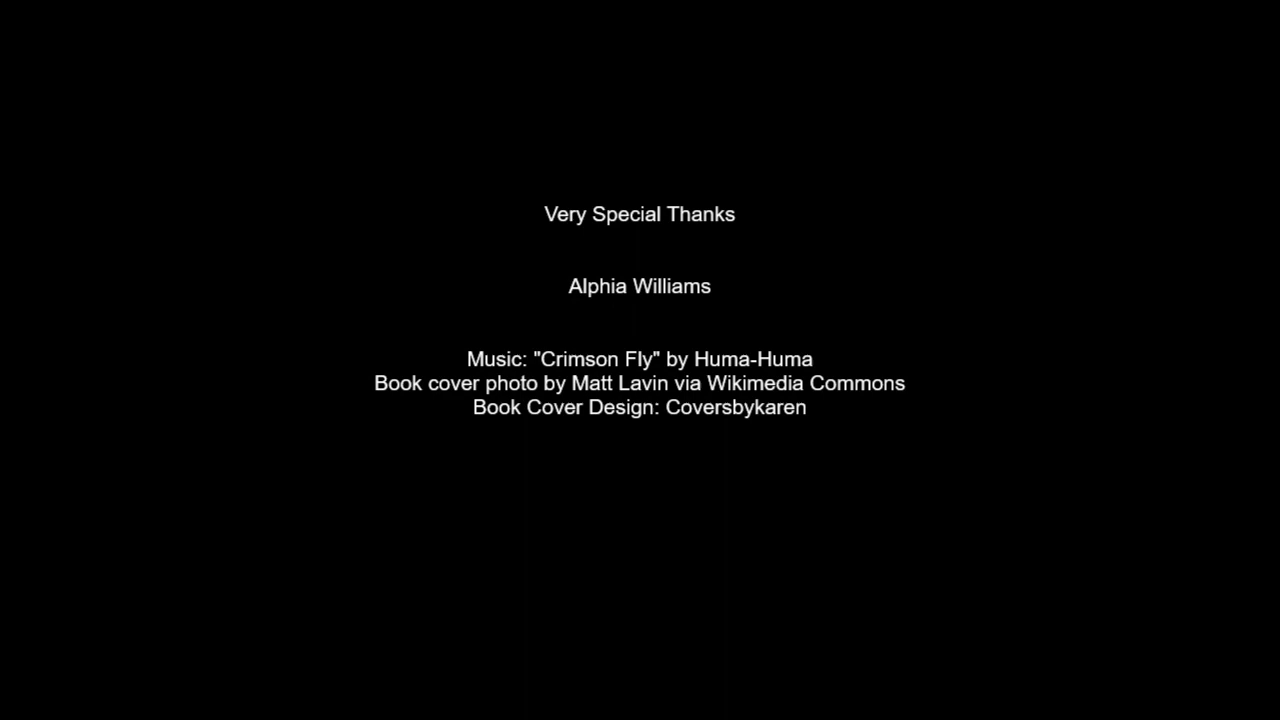 Very Special Thanks
Alphia Williams
Music: "Crimson Fly" by Huma-Huma
Book cover photo by Matt Lavin via Wikimedia Commons
Book Cover Design: Coversbykaren